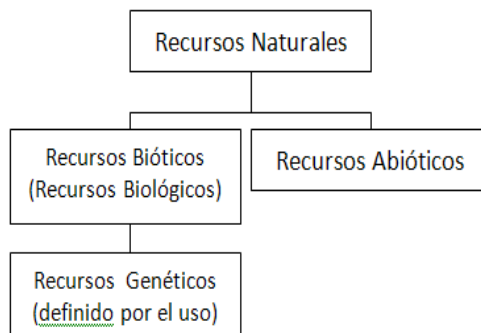 Recursos Naturales
Recursos Bióticos
(Recursos Biológicos)
Recursos Abióticos
Recursos Genéticos
(definido por el uso)